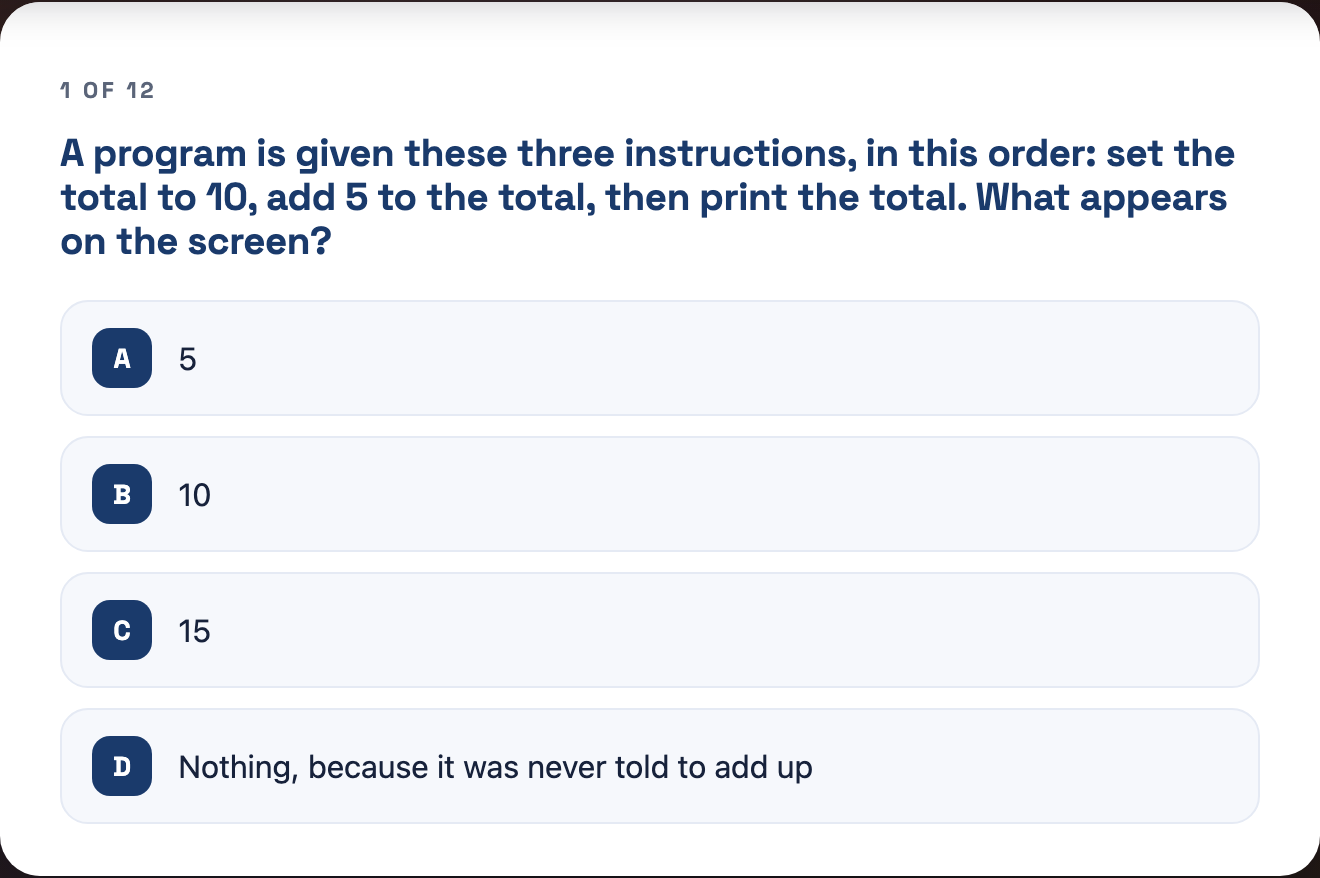 1 OF 12
A program is given these three instructions, in this order: set the
total to 10, add 5 to the total, then print the total. What appears
on the screen?
A 5
B 10
C 15
D Nothing, because it was never told to add up